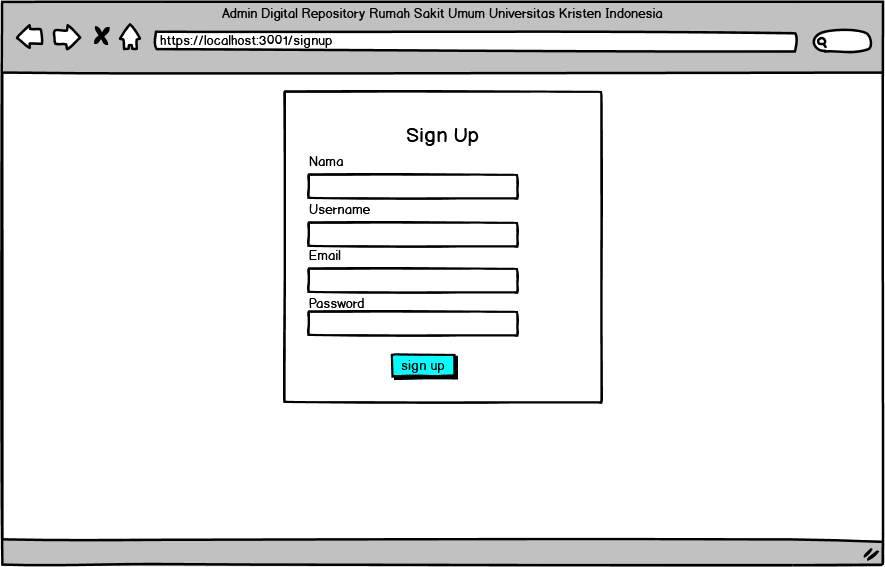 Admin Digital Repository Rumah Sakit Umum Universitas Kristen Indonesia
https://localhost:3001/signup
Sign Up
Nama
Username
Email
Password
sign up